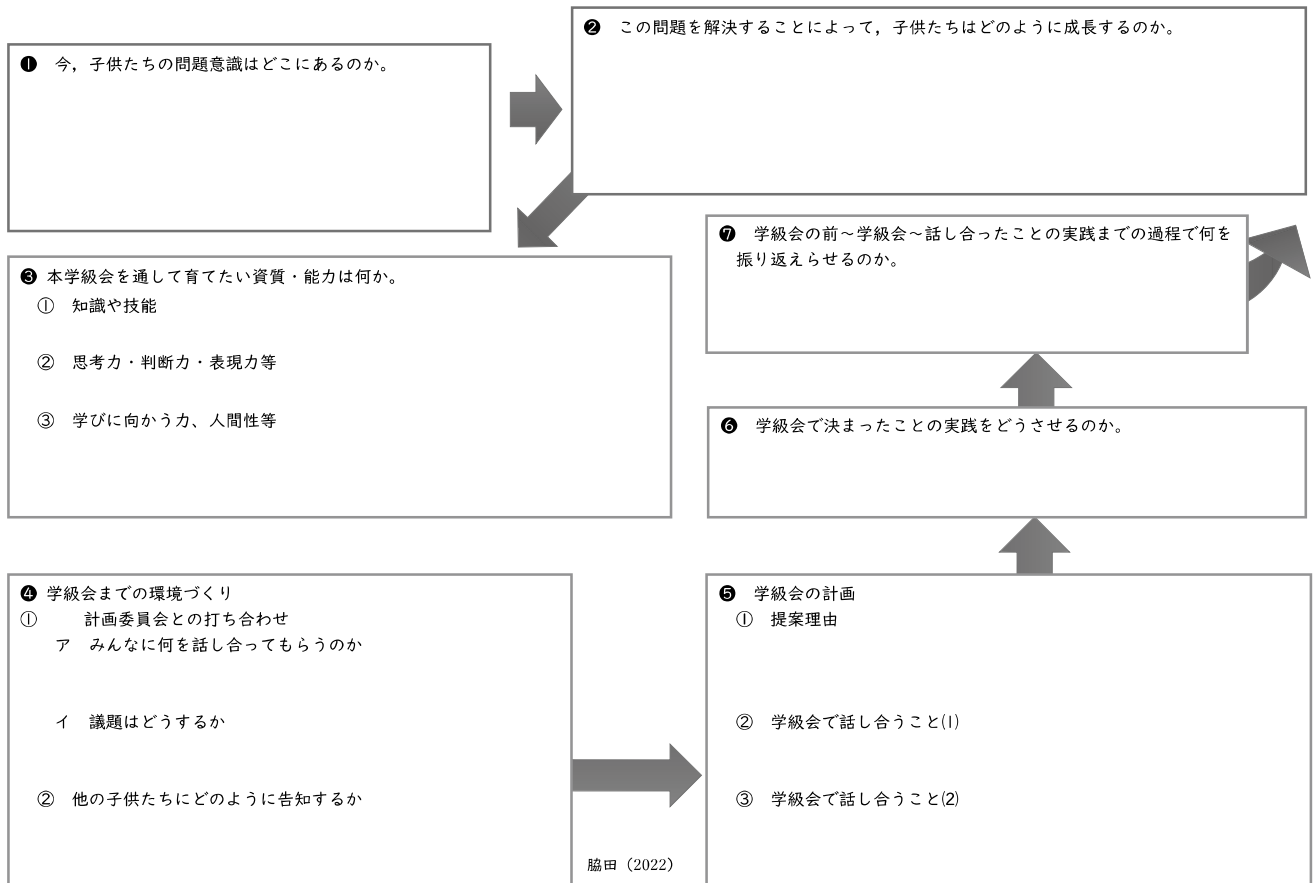 ❶　今，子供たちの問題意識はどこにあるのか。
❷　この問題を解決することによって，子供たちはどのように成長するのか。
❸ 本学級会を通して育てたい資質・能力は何か。
①　知識や技能
②　思考力・判断力・表現力等
③　学びに向かう力、人間性等
❹ 学級会までの環境づくり
①　計画委員会との打ち合わせ
ア　みんなに何を話し合ってもらうのか
イ　議題はどうするか
②　他の子供たちにどのように告知するか
❺　学級会の計画
①　提案理由
②　学級会で話し合うこと⑴
③　学級会で話し合うこと⑵
❻　学級会で決まったことの実践をどうさせるのか。
❼　学級会の前～学級会～話し合ったことの実践までの過程で何を
振り返えらせるのか。
脇田（2022）